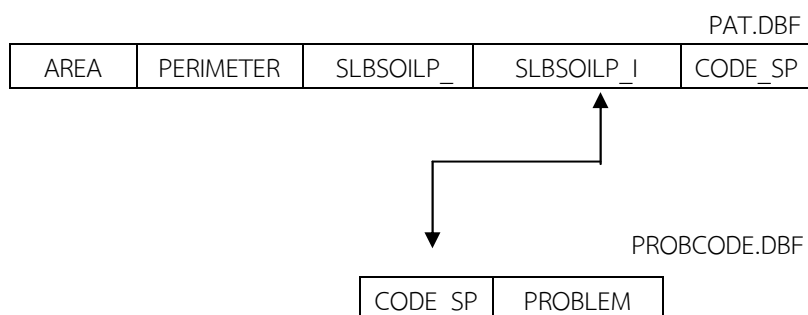 PAT.DBF
AREA PERIMETER SLBSOILP_ SLBSOILP_I CODE_SP
PROBCODE.DBF
CODE_SP PROBLEM